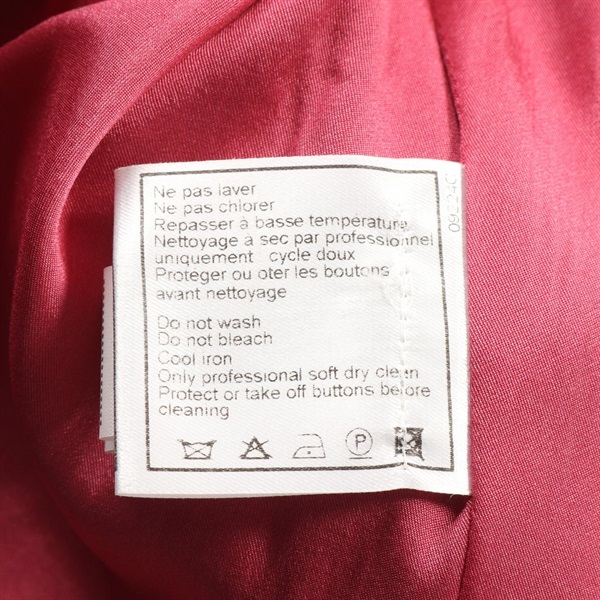 Ne pas laver
Ne pas chlorer
Repasser à basse température
Nettoyage à sec par professionnel
uniquement cycle doux
Proteger ou oter les boutons
avant nettoyage
Do not wash
Do not bleach
Cool iron
Only professional soft dry clean
Protect or take off buttons before
cleaning
P